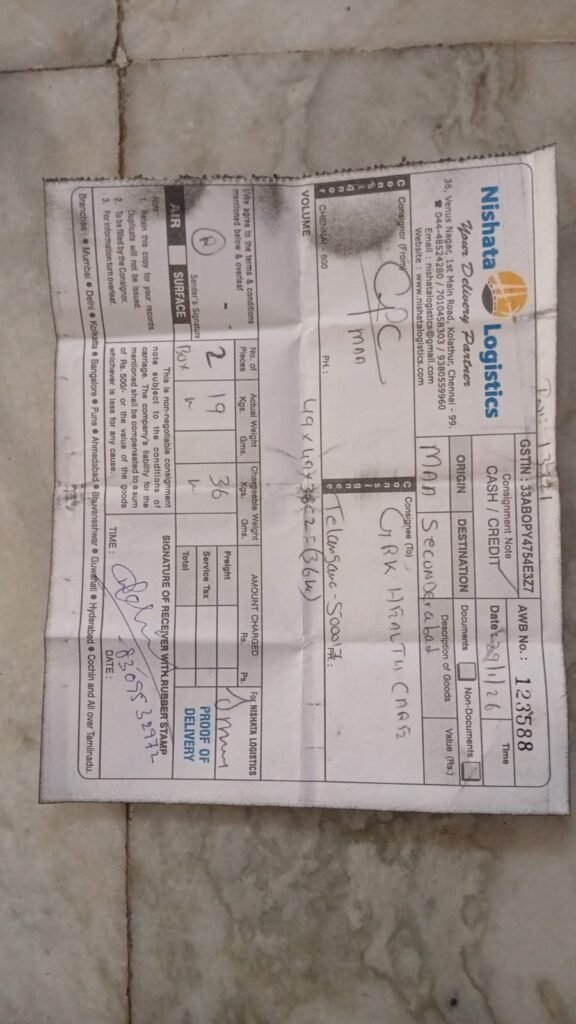 Nishata Logistics
Your Delivery Partner
36, Venus Nagar, 1st Main Road, Kolathur, Chennai - 99.
☎ 044-48524280 / 7010458303 / 9380559960
Email : nishatalogistics@gmail.com
Website : www.nishatalogistics.com
GSTIN : 33ABOPY4754E3Z7
Consignment Note
CASH / CREDIT
AWB No. : 123588
Date : 29/1/26
Time
ORIGIN
DESTINATION
Documents
Non-Documents
MAA
Seconderabad
Description of Goods
Value (Rs.)
Consignor
Consignor (From)
CPC
MAA
CHENNAI 600
PH. :
Consignee
Consignee (To)
GRK HEALTH CARE
Telangana-500017
PH. :
VOLUME
49x49x38x2=(36k)
I/We agree to the terms & conditions
mentioned below & overleaf
Sender's Signature
AIR
SURFACE
No. of Pieces
Actual Weight
Kgs. Gms.
Chargeable Weight
Kgs. Gms.
AMOUNT CHARGED
Rs. Ps.
2
19
36
Box
Freight
Service Tax
Total
For NISHATA LOGISTICS
PROOF OF
DELIVERY
Note :
1. Retain this copy for your records
Duplicate will not be issued.
2. To be filled by the Consignor.
3. For information turn overleaf.
This is non-negotiable consignment
note subject to the conditions of
carriage. The company's liability for the
mentioned shall be compensated to a sum
of Rs. 500/- or the value of the goods
whichever is less for any cause.
SIGNATURE OF RECEIVER WITH RUBBER STAMP
8309532972
TIME :
DATE :
Branches : ● Mumbai ● Delhi ● Kolkatta ● Bangalore ● Pune ● Ahmedabad ● Bhuvaneshwar ● Guwahati ● Hyderabad ● Cochin and All over Tamilnadu.